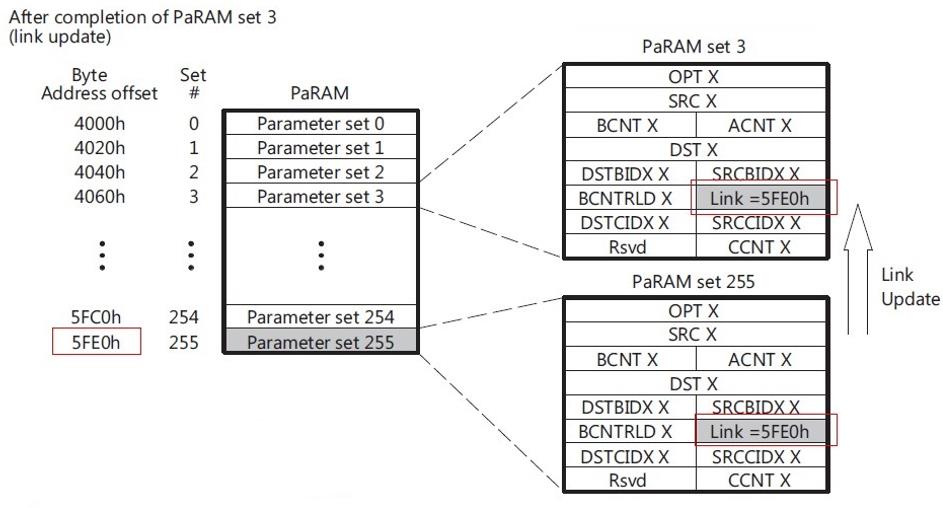 After completion of PaRAM set 3
(link update)
Byte
Address offset
Set
#
PaRAM
4000h 0 Parameter set 0
4020h 1 Parameter set 1
4040h 2 Parameter set 2
4060h 3 Parameter set 3
5FC0h 254 Parameter set 254
5FE0h 255 Parameter set 255
PaRAM set 3
OPT X
SRC X
BCNT X ACNT X
DST X
DSTBIDX X SRCBIDX X
BCNTRLD X Link =5FE0h
DSTCIDX X SRCCIDX X
Rsvd CCNT X
PaRAM set 255
OPT X
SRC X
BCNT X ACNT X
DST X
DSTBIDX X SRCBIDX X
BCNTRLD X Link =5FE0h
DSTCIDX X SRCCIDX X
Rsvd CCNT X
Link
Update